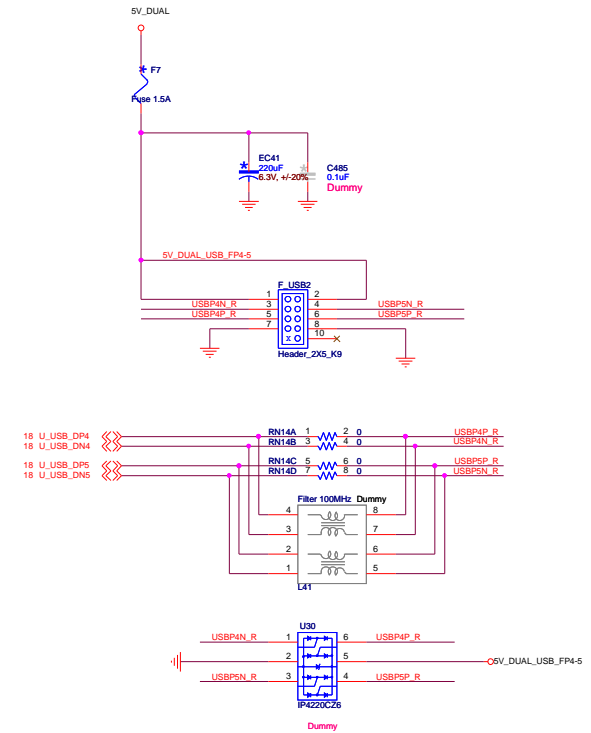 5V_DUAL
* F7
Fuse 1.5A
EC41
220uF
6.3V, +/-20%
*
C485
0.1uF
Dummy
*
5V_DUAL_USB_FP4-5
F_USB2
1 2
USBP4N_R 3 4 USBP5N_R
USBP4P_R 5 6 USBP5P_R
7 8
X 10
Header_2X5_K9
18 U_USB_DP4 RN14A 1 2 0 USBP4P_R
18 U_USB_DN4 RN14B 3 4 0 USBP4N_R
18 U_USB_DP5 RN14C 5 6 0 USBP5P_R
18 U_USB_DN5 RN14D 7 8 0 USBP5N_R
Filter 100MHz Dummy
4 8
3 7
2 6
1 5
L41
U30
USBP4N_R 1 6 USBP4P_R
2 5 5V_DUAL_USB_FP4-5
USBP5N_R 3 4 USBP5P_R
IP4220CZ6
Dummy